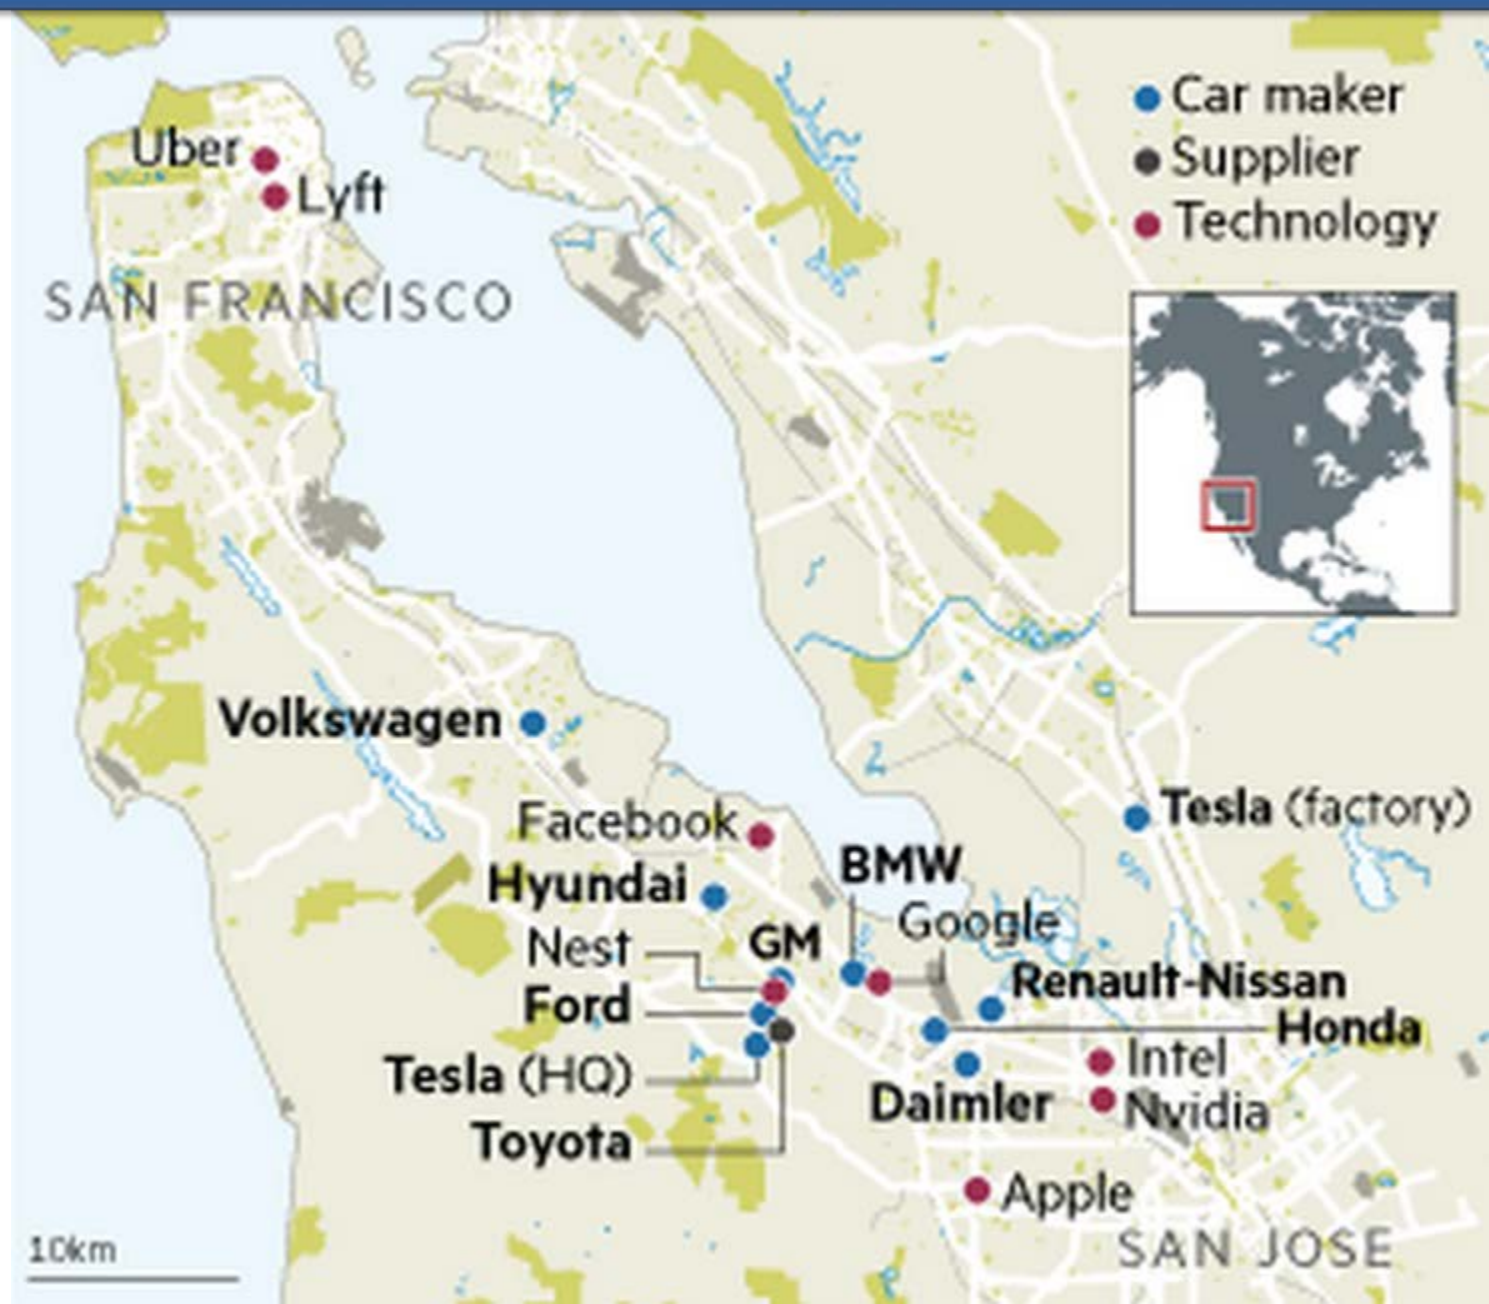 Car maker
Supplier
Technology
Uber
Lyft
SAN FRANCISCO
Volkswagen
Tesla (factory)
Facebook
BMW
Hyundai
Google
Nest
GM
Renault-Nissan
Ford
Honda
Intel
Tesla (HQ)
Daimler
Nvidia
Toyota
Apple
SAN JOSE
10km